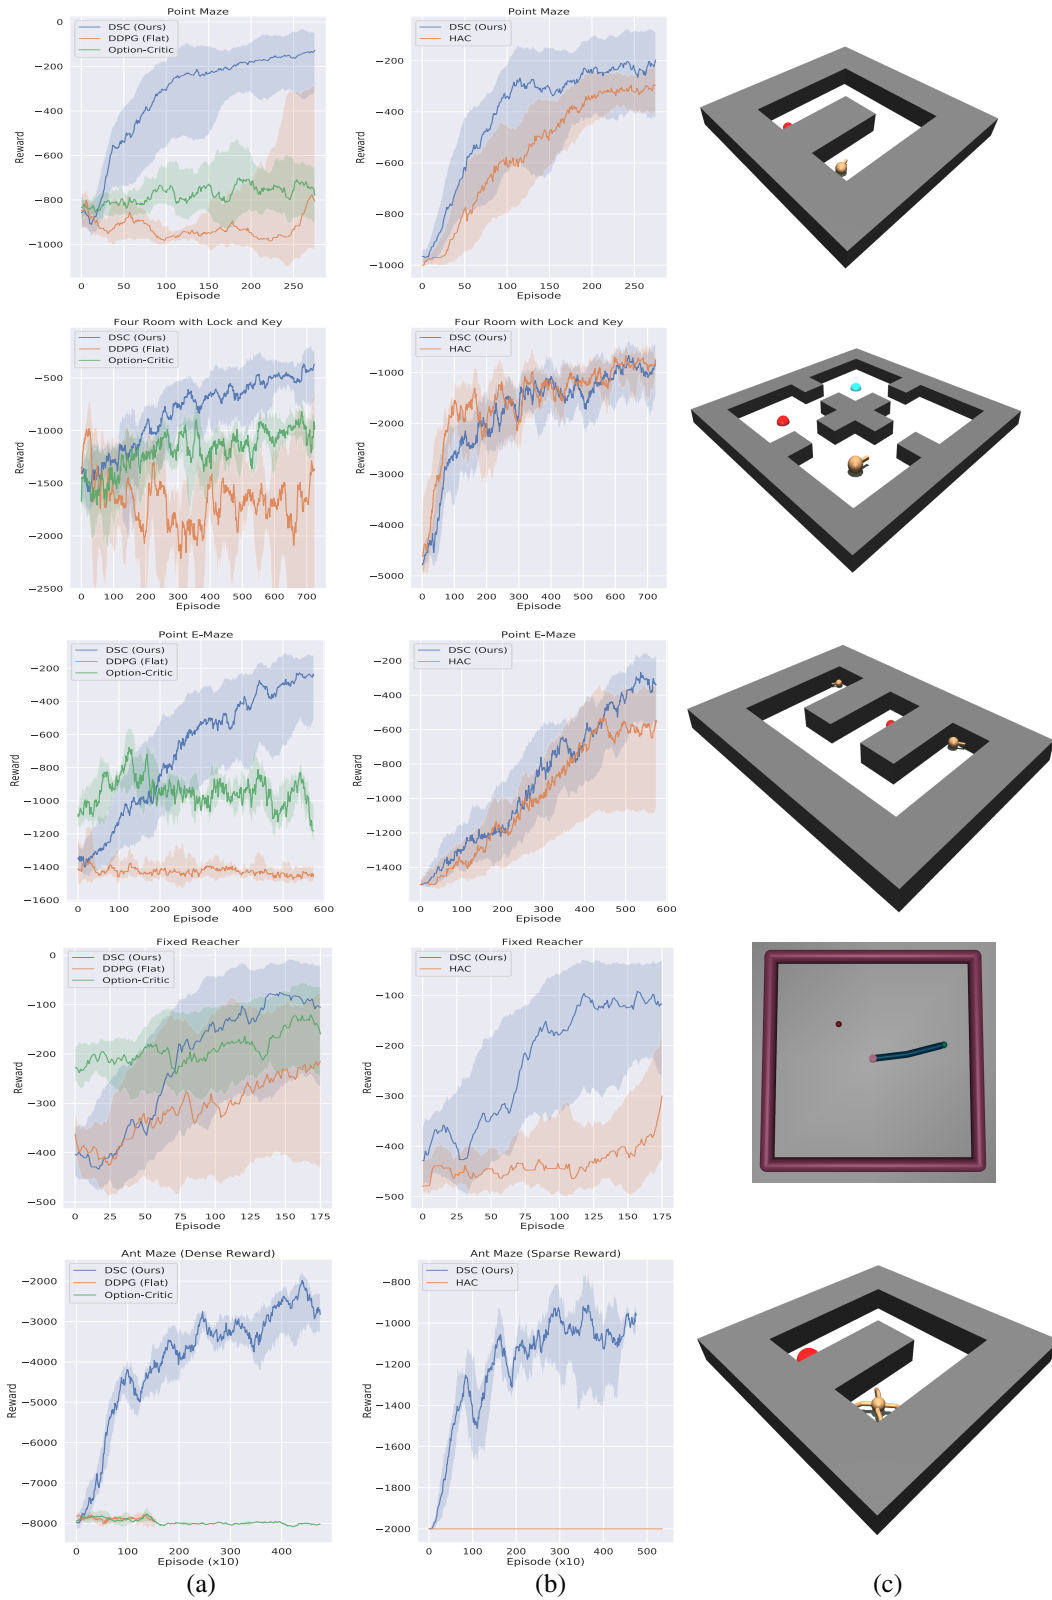 Point Maze
DSC (Ours)
DDPG (Flat)
Option-Critic
0
−200
−400
−600
−800
−1000
Reward
0 50 100 150 200 250
Episode
Point Maze
DSC (Ours)
HAC
−200
−400
−600
−800
−1000
Reward
0 50 100 150 200 250
Episode
Four Room with Lock and Key
DSC (Ours)
DDPG (Flat)
Option-Critic
−500
−1000
−1500
−2000
−2500
Reward
0 100 200 300 400 500 600 700
Episode
Four Room with Lock and Key
DSC (Ours)
HAC
−1000
−2000
−3000
−4000
−5000
Reward
0 100 200 300 400 500 600 700
Episode
Point E-Maze
DSC (Ours)
DDPG (Flat)
Option-Critic
−200
−400
−600
−800
−1000
−1200
−1400
−1600
Reward
0 100 200 300 400 500 600
Episode
Point E-Maze
DSC (Ours)
HAC
−200
−400
−600
−800
−1000
−1200
−1400
Reward
0 100 200 300 400 500 600
Episode
Fixed Reacher
DSC (Ours)
DDPG (Flat)
Option-Critic
0
−100
−200
−300
−400
−500
Reward
0 25 50 75 100 125 150 175
Episode
Fixed Reacher
DSC (Ours)
HAC
−100
−200
−300
−400
−500
Reward
0 25 50 75 100 125 150 175
Episode
Ant Maze (Dense Reward)
DSC (Ours)
DDPG (Flat)
Option-Critic
−2000
−3000
−4000
−5000
−6000
−7000
−8000
Reward
0 100 200 300 400
Episode (x10)
Ant Maze (Sparse Reward)
DSC (Ours)
HAC
−800
−1000
−1200
−1400
−1600
−1800
−2000
Reward
0 100 200 300 400 500
Episode (x10)
(a) (b) (c)